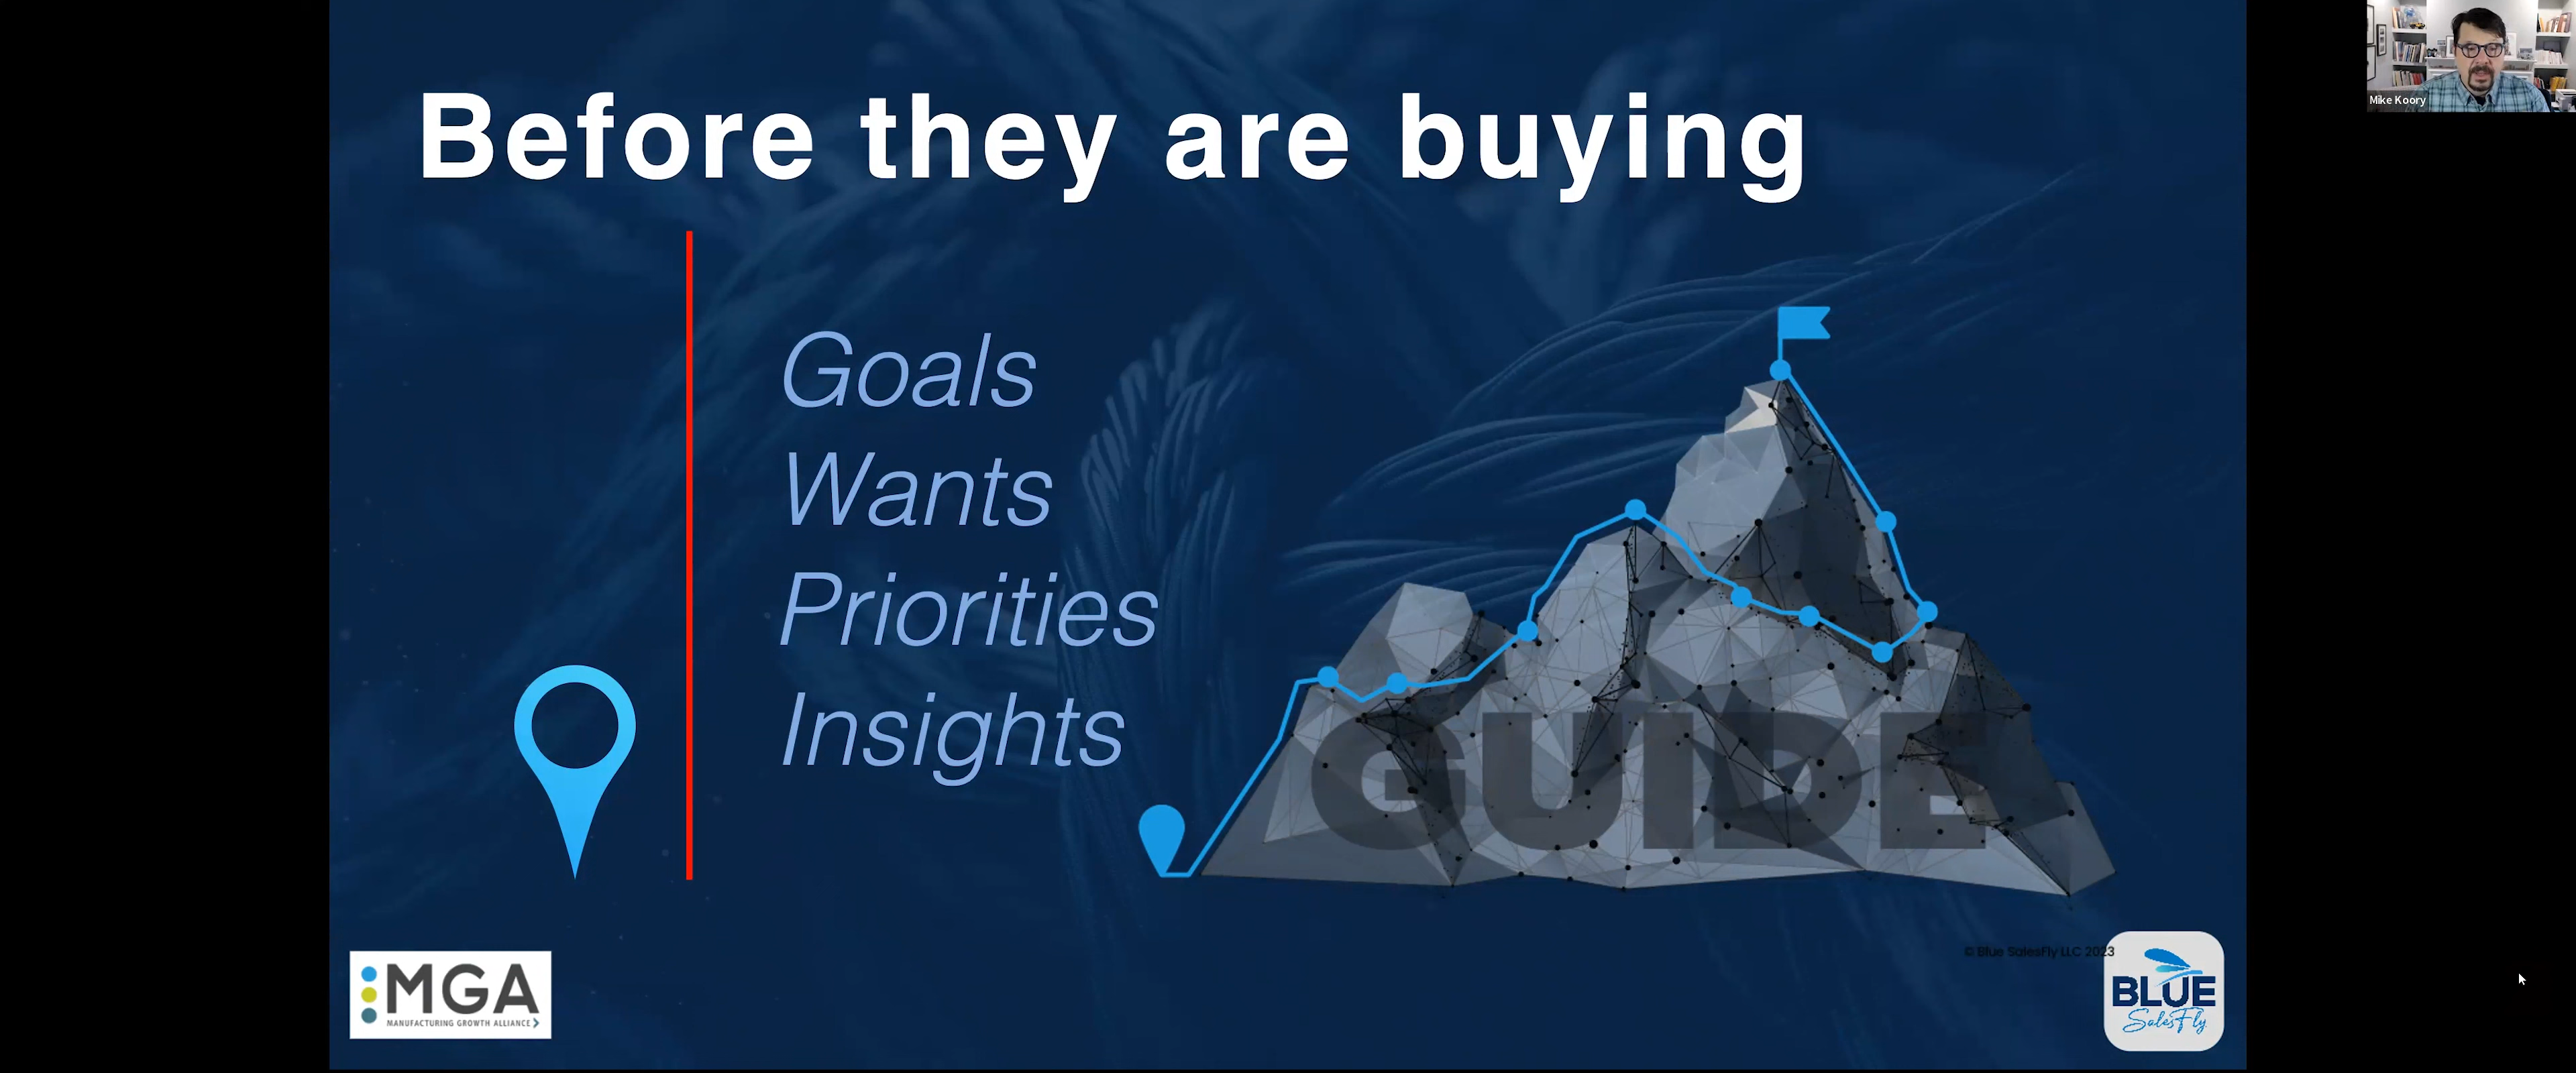 Before they are buying
Mike Koory
Goals
Wants
Priorities
Insights
GUIDE
© Blue SalesFly LLC 2023
MGA
MANUFACTURING GROWTH ALLIANCE
BLUE
SalesFly